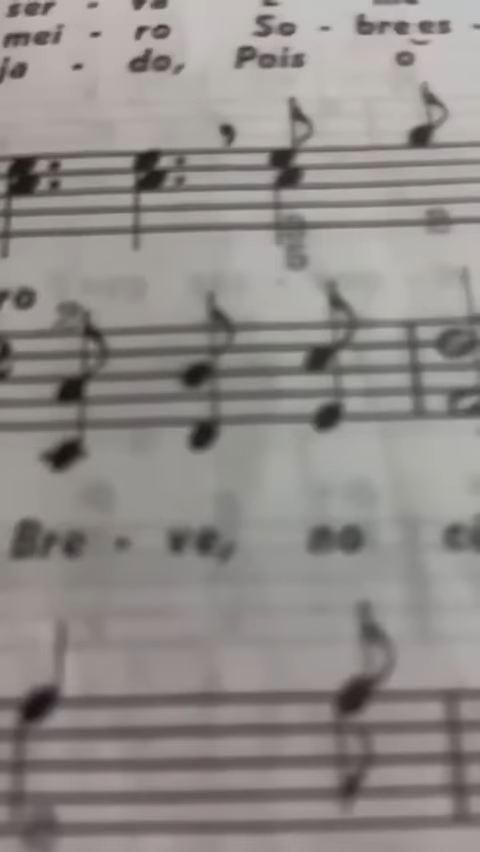 ser - va
mei - ro So - bre es -
ja - do, Pois o
ro
Bre - ve, no